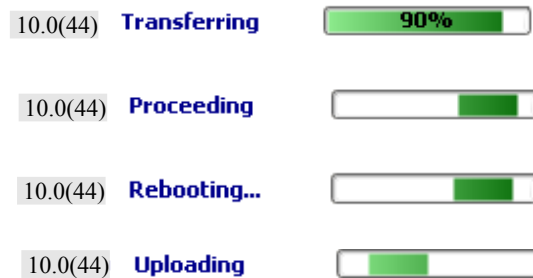 10.0(44) Transferring 90%
10.0(44) Proceeding
10.0(44) Rebooting...
10.0(44) Uploading